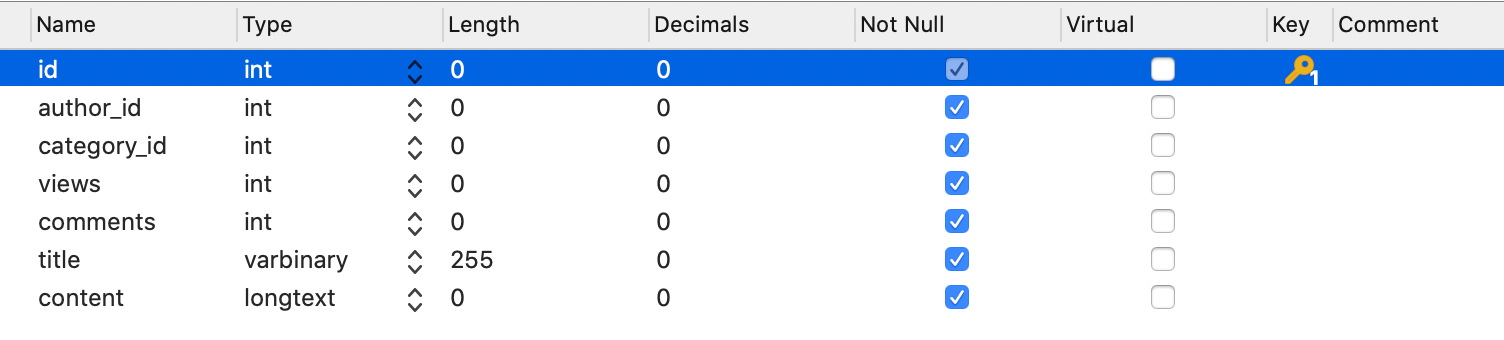 Name Type Length Decimals Not Null Virtual Key Comment
id int 0 0 1
author_id int 0 0
category_id int 0 0
views int 0 0
comments int 0 0
title varbinary 255 0
content longtext 0 0